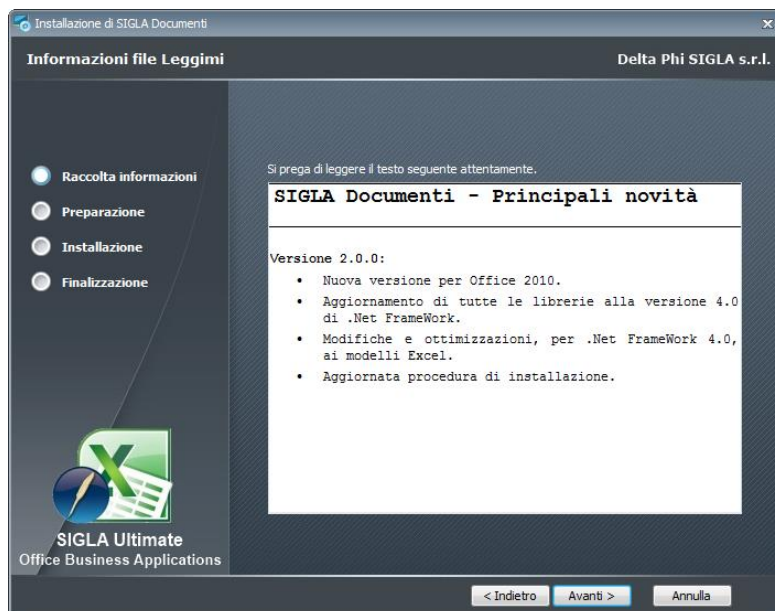 Installazione di SIGLA Documenti
Informazioni file Leggimi
Delta Phi SIGLA s.r.l.
Raccolta informazioni
Preparazione
Installazione
Finalizzazione
Si prega di leggere il testo seguente attentamente.
SIGLA Documenti - Principali novità
Versione 2.0.0:
• Nuova versione per Office 2010.
• Aggiornamento di tutte le librerie alla versione 4.0
di .Net FrameWork.
• Modifiche e ottimizzazioni, per .Net FrameWork 4.0,
ai modelli Excel.
• Aggiornata procedura di installazione.
SIGLA Ultimate
Office Business Applications
< Indietro
Avanti >
Annulla